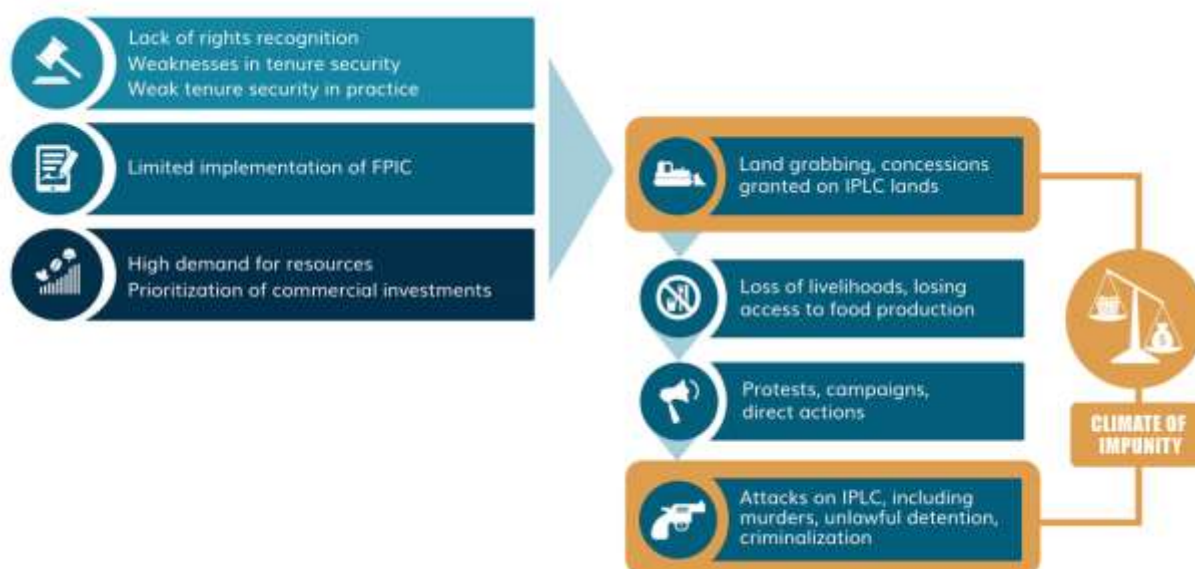 Lack of rights recognition
Weaknesses in tenure security
Weak tenure security in practice
Limited implementation of FPIC
High demand for resources
Prioritization of commercial investments
Land grabbing, concessions
granted on IPLC lands
Loss of livelihoods, losing
access to food production
Protests, campaigns,
direct actions
Attacks on IPLC, including
murders, unlawful detention,
criminalization
$
CLIMATE OF
IMPUNITY